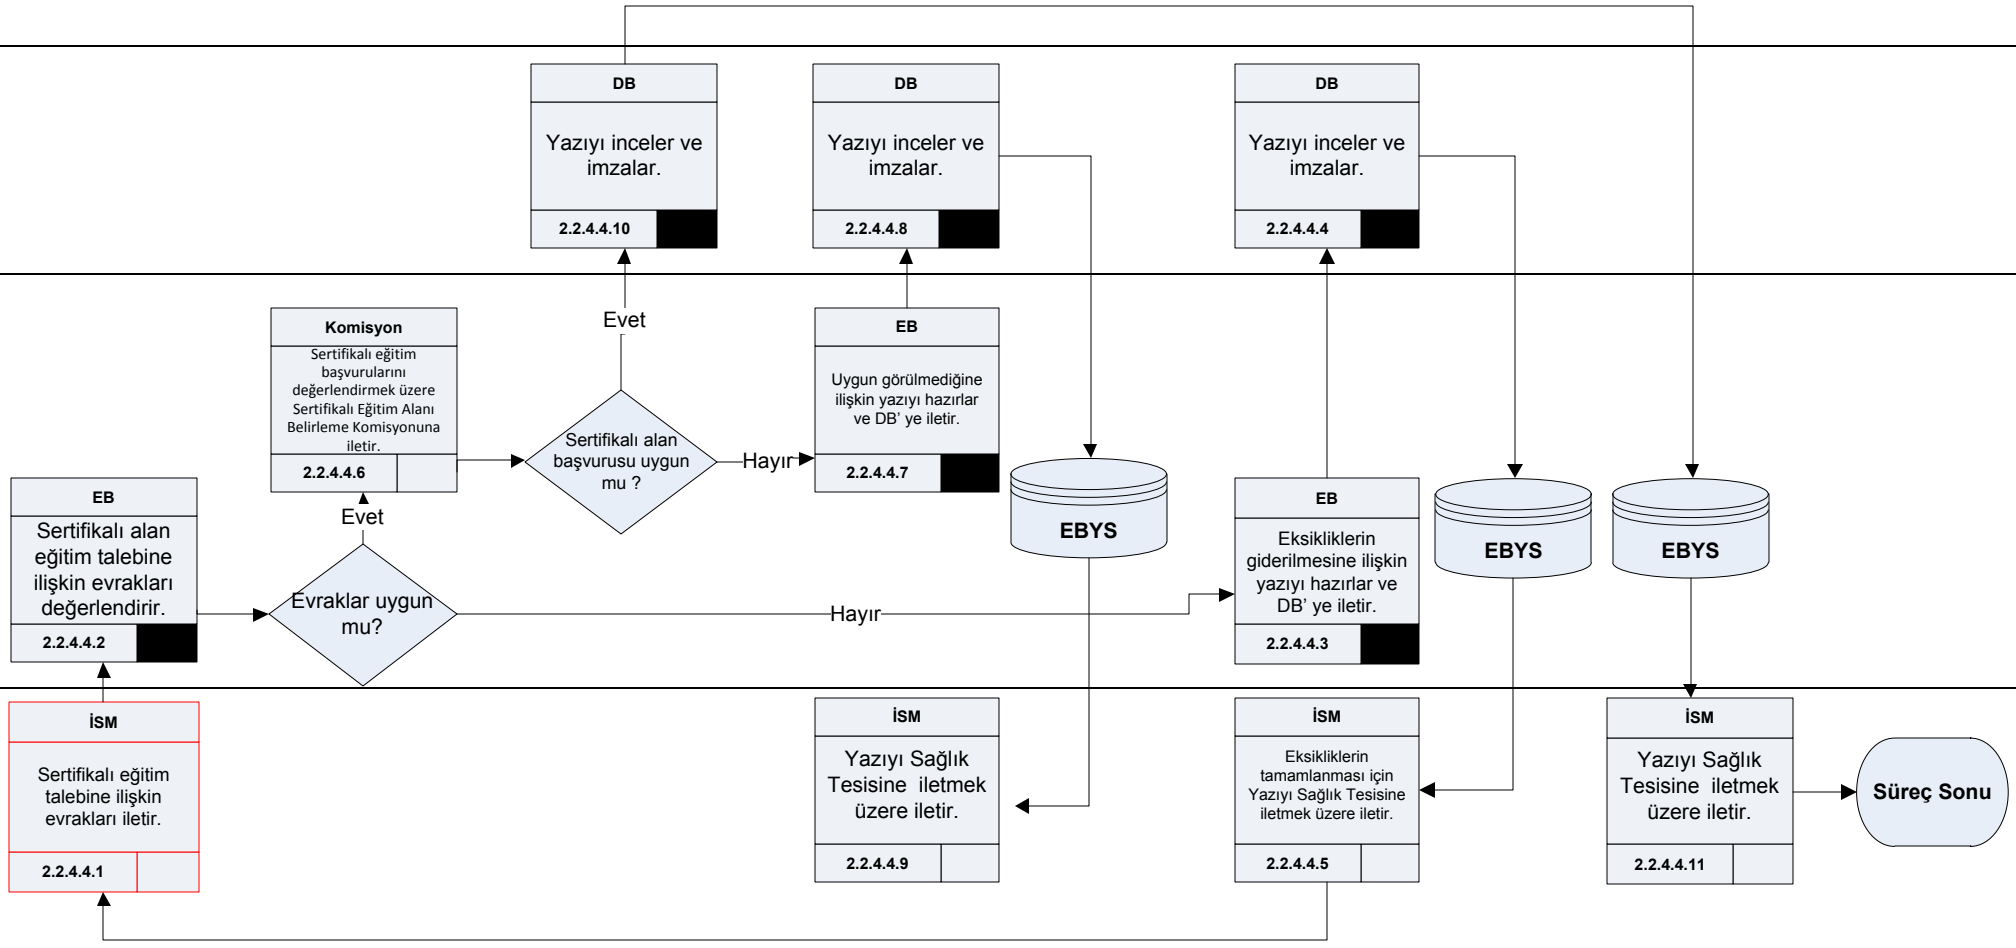 DB
Yazıyı inceler ve
imzalar.
2.2.4.4.10
DB
Yazıyı inceler ve
imzalar.
2.2.4.4.8
DB
Yazıyı inceler ve
imzalar.
2.2.4.4.4
Komisyon
Sertifikalı eğitim
başvurularını
değerlendirmek üzere
Sertifikalı Eğitim Alanı
Belirleme Komisyonuna
iletir.
2.2.4.4.6
Evet
Sertifikalı alan
başvurusu uygun
mu ?
Hayır
EB
Uygun görülmediğine
ilişkin yazıyı hazırlar
ve DB' ye iletir.
2.2.4.4.7
EBYS
EB
Eksikliklerin
giderilmesine ilişkin
yazıyı hazırlar ve
DB' ye iletir.
2.2.4.4.3
EBYS
EBYS
EB
Sertifikalı alan
eğitim talebine
ilişkin evrakları
değerlendirir.
2.2.4.4.2
Evet
Evraklar uygun
mu?
Hayır
İSM
Sertifikalı eğitim
talebine ilişkin
evrakları iletir.
2.2.4.4.1
İSM
Yazıyı Sağlık
Tesisine iletmek
üzere iletir.
2.2.4.4.9
İSM
Eksikliklerin
tamamlanması için
Yazıyı Sağlık Tesisine
iletmek üzere iletir.
2.2.4.4.5
İSM
Yazıyı Sağlık
Tesisine iletmek
üzere iletir.
2.2.4.4.11
Süreç Sonu